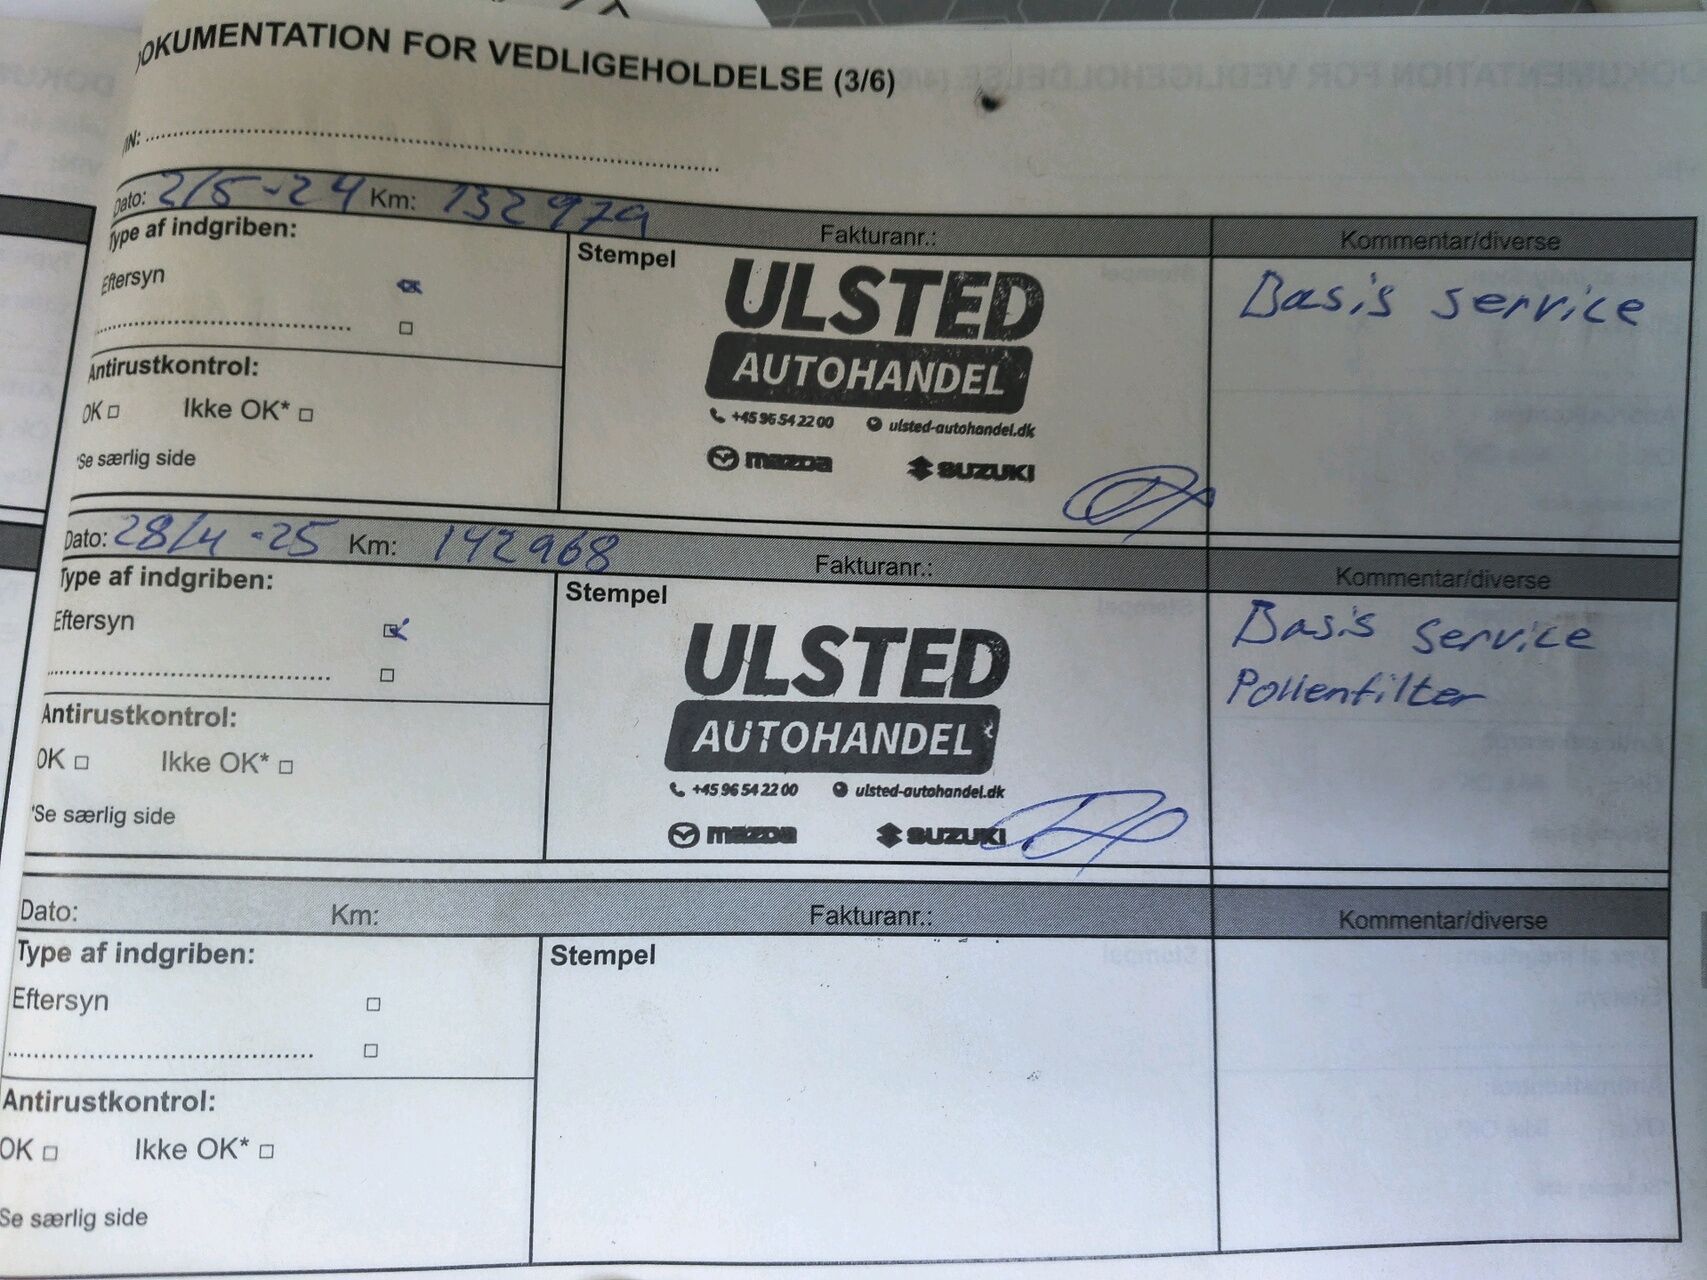 DOKUMENTATION FOR VEDLIGEHOLDELSE (3/6)
VIN:
Dato: 2/5-24 Km: 132979 Fakturanr.: Kommentar/diverse
Type af indgriben:
Eftersyn
Antirustkontrol:
OK Ikke OK*
*Se særlig side
Stempel
ULSTED
AUTOHANDEL
+45 96 54 22 00 ulsted-autohandel.dk
mazda SUZUKI
Basis service
Dato: 28/4-25 Km: 142968 Fakturanr.: Kommentar/diverse
Type af indgriben:
Eftersyn
Antirustkontrol:
OK Ikke OK*
*Se særlig side
Stempel
ULSTED
AUTOHANDEL
+45 96 54 22 00 ulsted-autohandel.dk
mazda SUZUKI
Basis service
Pollenfilter
Dato: Km: Fakturanr.: Kommentar/diverse
Type af indgriben:
Eftersyn
Antirustkontrol:
OK Ikke OK*
Se særlig side
Stempel